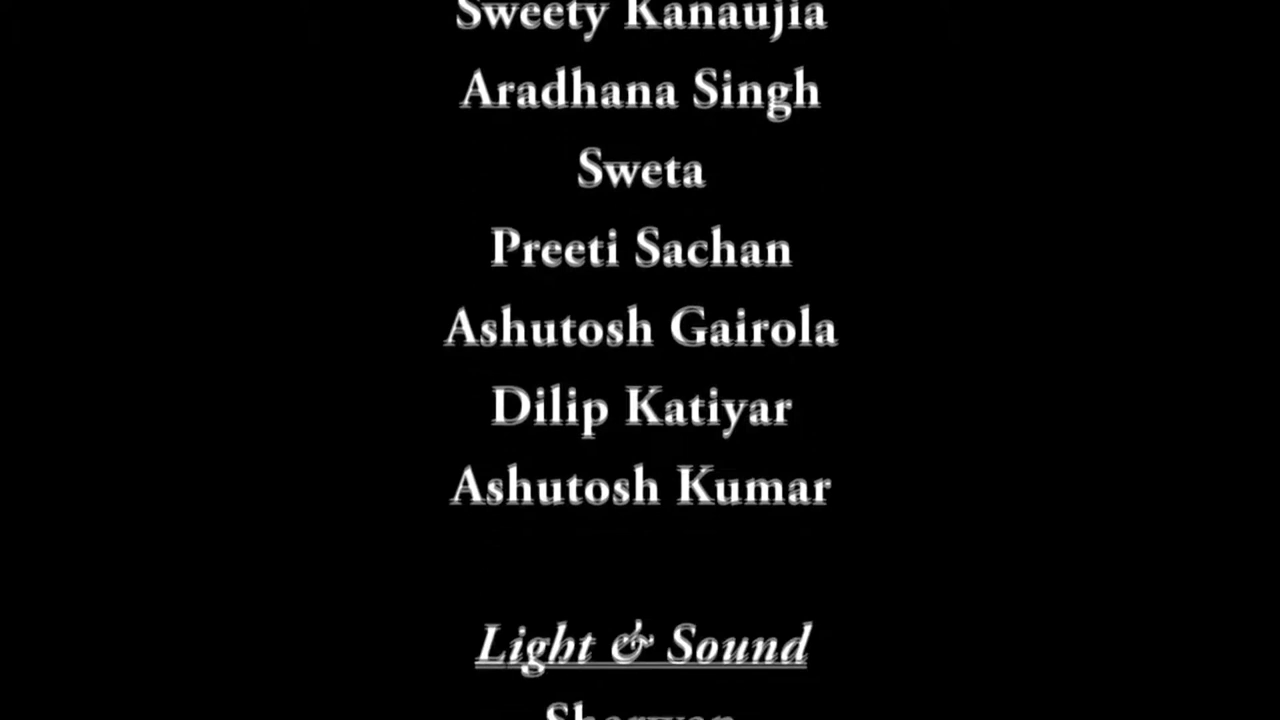 Sweety Kanaujia
Aradhana Singh
Sweta
Preeti Sachan
Ashutosh Gairola
Dilip Katiyar
Ashutosh Kumar
Light & Sound